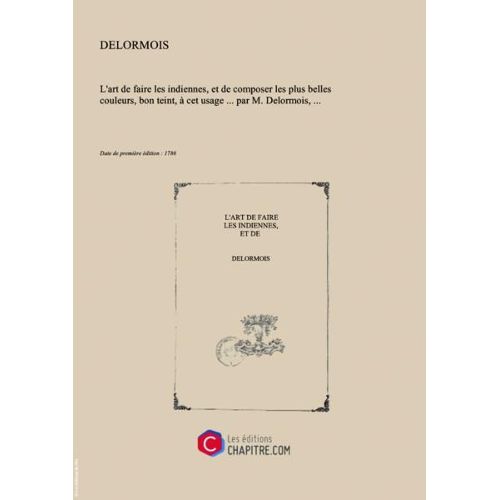 DELORMOIS
L'art de faire les indiennes, et de composer les plus belles
couleurs, bon teint, à cet usage ... par M. Delormois, ...
Date de première édition : 1786
L'ART DE FAIRE
LES INDIENNES,
ET DE
DELORMOIS
Les éditions
CHAPITRE.COM